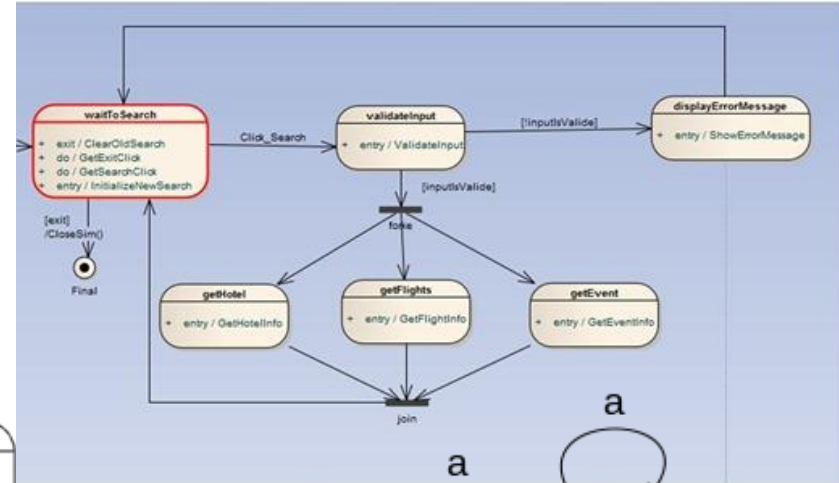 waitToSearch
+ exit / ClearOldSearch
+ do / GetExitClick
+ do / GetSearchClick
+ entry / InitializeNewSearch
Click_Search
validateInput
+ entry / ValidateInput
[!inputIsValide]
displayErrorMessage
+ entry / ShowErrorMessage
[inputIsValide]
forke
[exit]
/CloseSim()
Final
getHotel
+ entry / GetHotelInfo
getFlights
+ entry / GetFlightInfo
getEvent
+ entry / GetEventInfo
join
a
a